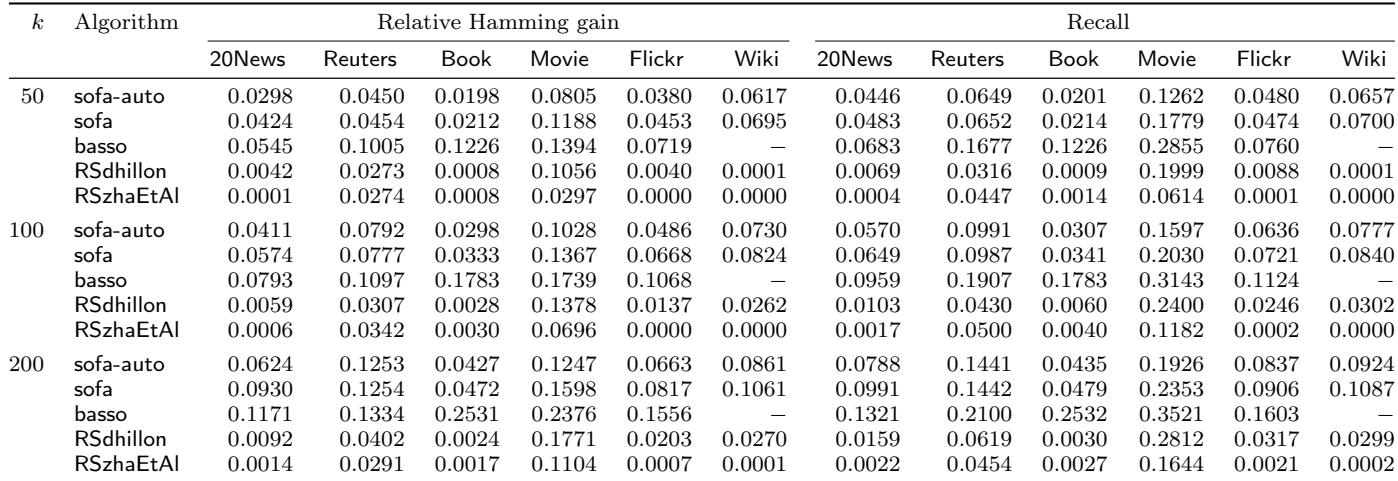 k Algorithm Relative Hamming gain Recall
20News Reuters Book Movie Flickr Wiki 20News Reuters Book Movie Flickr Wiki
50 sofa-auto 0.0298 0.0450 0.0198 0.0805 0.0380 0.0617 0.0446 0.0649 0.0201 0.1262 0.0480 0.0657
sofa 0.0424 0.0454 0.0212 0.1188 0.0453 0.0695 0.0483 0.0652 0.0214 0.1779 0.0474 0.0700
basso 0.0545 0.1005 0.1226 0.1394 0.0719 − 0.0683 0.1677 0.1226 0.2855 0.0760 −
RSdhillon 0.0042 0.0273 0.0008 0.1056 0.0040 0.0001 0.0069 0.0316 0.0009 0.1999 0.0088 0.0001
RSzhaEtAl 0.0001 0.0274 0.0008 0.0297 0.0000 0.0000 0.0004 0.0447 0.0014 0.0614 0.0001 0.0000
100 sofa-auto 0.0411 0.0792 0.0298 0.1028 0.0486 0.0730 0.0570 0.0991 0.0307 0.1597 0.0636 0.0777
sofa 0.0574 0.0777 0.0333 0.1367 0.0668 0.0824 0.0649 0.0987 0.0341 0.2030 0.0721 0.0840
basso 0.0793 0.1097 0.1783 0.1739 0.1068 − 0.0959 0.1907 0.1783 0.3143 0.1124 −
RSdhillon 0.0059 0.0307 0.0028 0.1378 0.0137 0.0262 0.0103 0.0430 0.0060 0.2400 0.0246 0.0302
RSzhaEtAl 0.0006 0.0342 0.0030 0.0696 0.0000 0.0000 0.0017 0.0500 0.0040 0.1182 0.0002 0.0000
200 sofa-auto 0.0624 0.1253 0.0427 0.1247 0.0663 0.0861 0.0788 0.1441 0.0435 0.1926 0.0837 0.0924
sofa 0.0930 0.1254 0.0472 0.1598 0.0817 0.1061 0.0991 0.1442 0.0479 0.2353 0.0906 0.1087
basso 0.1171 0.1334 0.2531 0.2376 0.1556 − 0.1321 0.2100 0.2532 0.3521 0.1603 −
RSdhillon 0.0092 0.0402 0.0024 0.1771 0.0203 0.0270 0.0159 0.0619 0.0030 0.2812 0.0317 0.0299
RSzhaEtAl 0.0014 0.0291 0.0017 0.1104 0.0007 0.0001 0.0022 0.0454 0.0027 0.1644 0.0021 0.0002